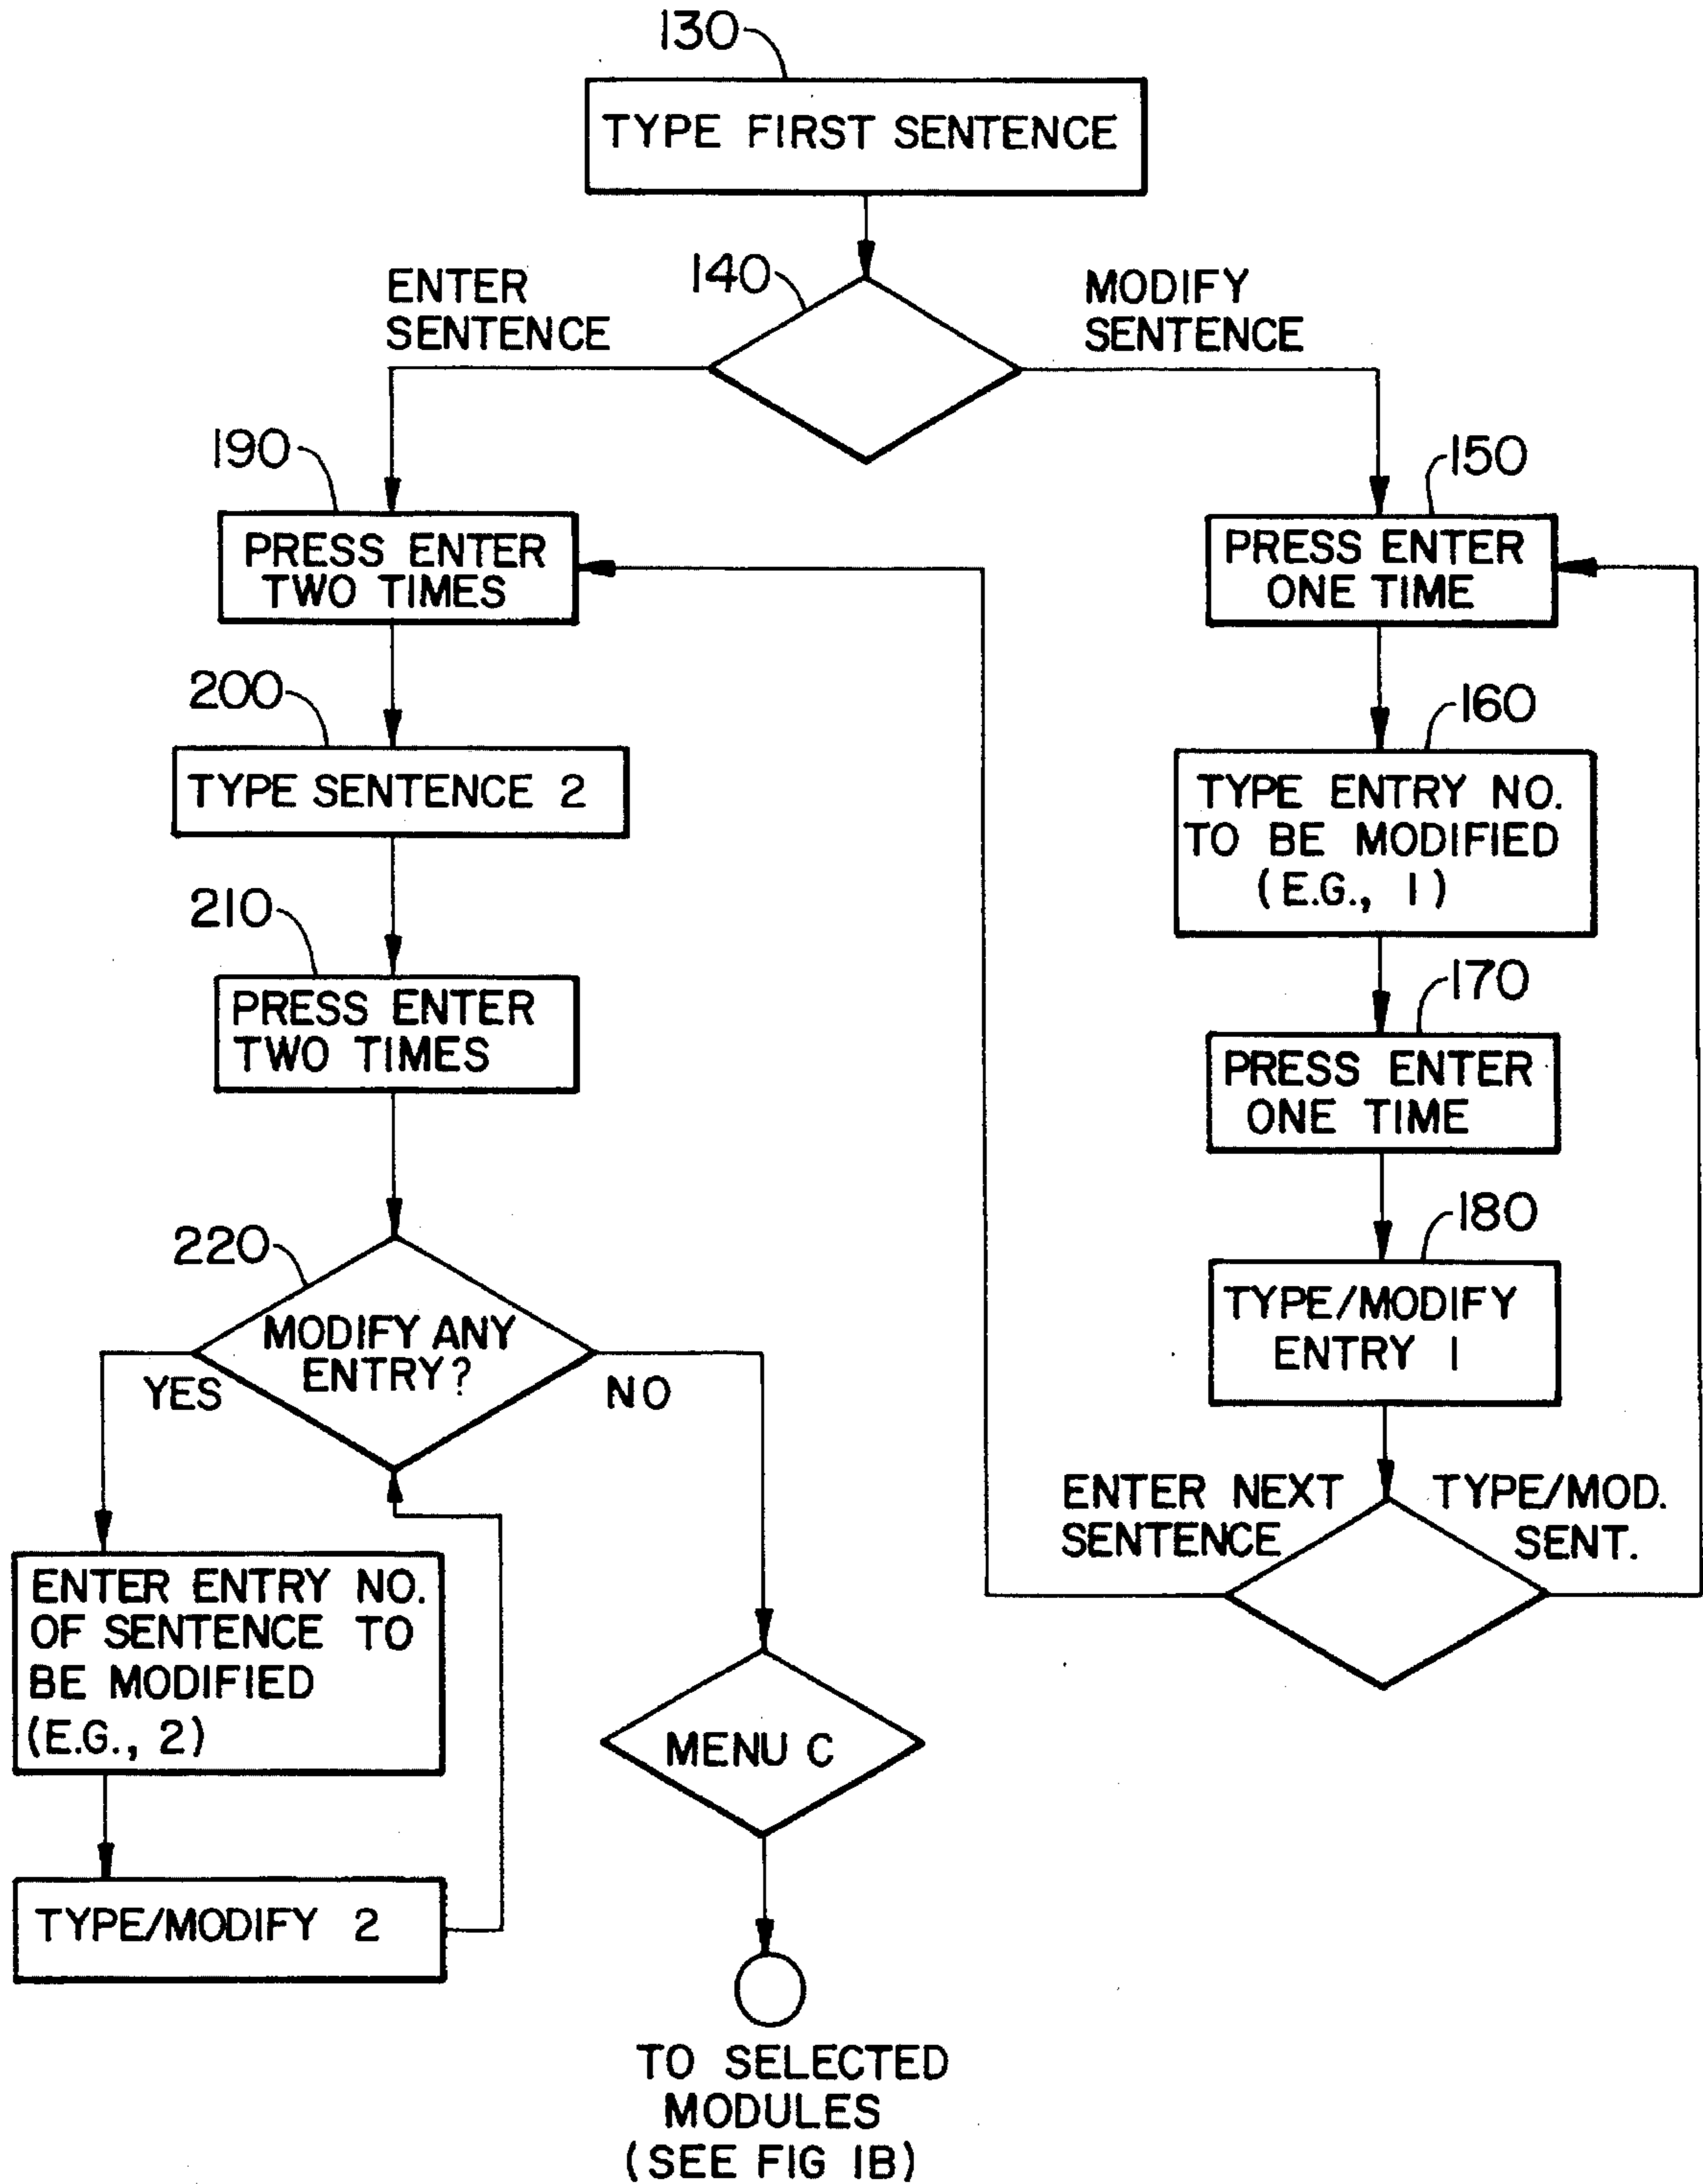 130
TYPE FIRST SENTENCE
140
ENTER
SENTENCE
MODIFY
SENTENCE
190
PRESS ENTER
TWO TIMES
150
PRESS ENTER
ONE TIME
200
TYPE SENTENCE 2
160
TYPE ENTRY NO.
TO BE MODIFIED
(E.G., 1)
210
PRESS ENTER
TWO TIMES
170
PRESS ENTER
ONE TIME
180
TYPE/MODIFY
ENTRY 1
220
MODIFY ANY
ENTRY?
YES
NO
ENTER NEXT
SENTENCE
TYPE/MOD.
SENT.
ENTER ENTRY NO.
OF SENTENCE TO
BE MODIFIED
(E.G., 2)
TYPE/MODIFY 2
MENU C
TO SELECTED
MODULES
(SEE FIG 1B)